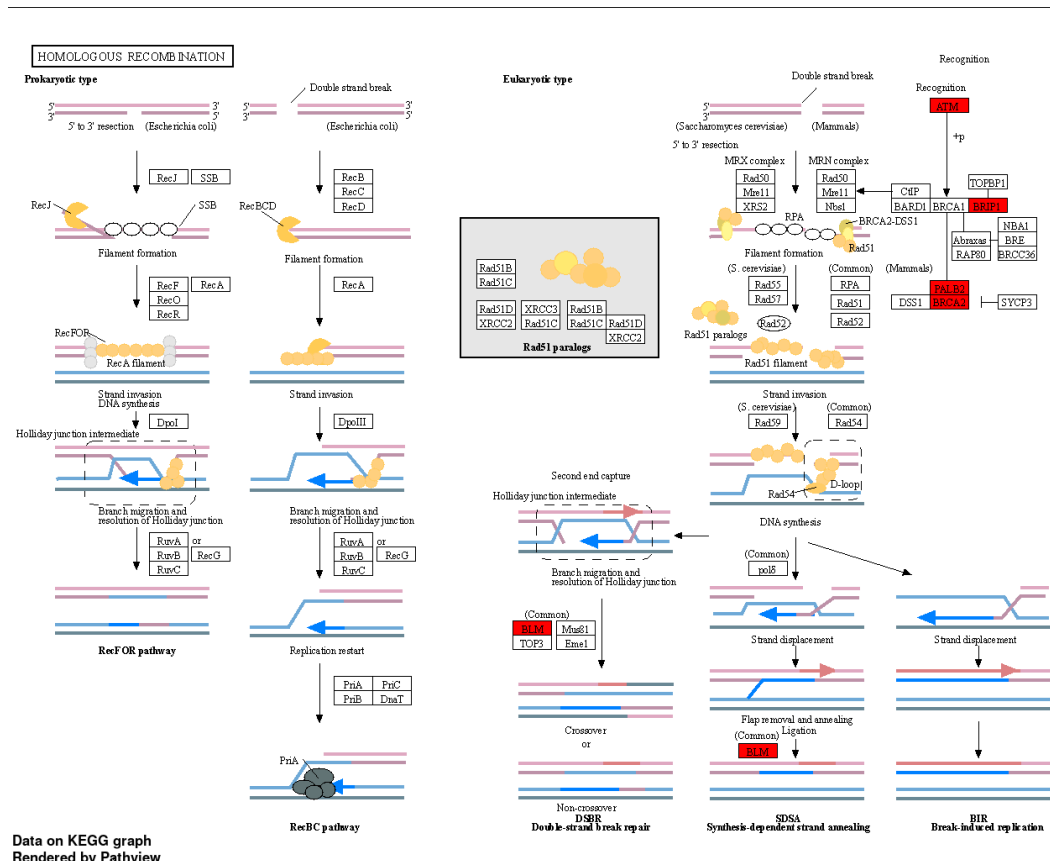 HOMOLOGOUS RECOMBINATION
Prokaryotic type
5'
3'
3'
5'
5' to 3' resection
(Escherichia coli)
RecJ
SSB
RecJ
SSB
Filament formation
RecF
RecA
RecO
RecR
RecFOR
RecA filament
Strand invasion
DNA synthesis
DpoI
Holliday junction intermediate
Branch migration and
resolution of Holliday junction
RuvA
or
RuvB
RecG
RuvC
RecFOR pathway
Double strand break
5'
3'
3'
5'
(Escherichia coli)
RecB
RecC
RecD
RecBCD
Filament formation
RecA
Strand invasion
DpoIII
Branch migration and
resolution of Holliday junction
RuvA
or
RuvB
RecG
RuvC
Replication restart
PriA
PriC
PriB
DnaT
PriA
RecBC pathway
Eukaryotic type
Double strand break
Recognition
Recognition
ATM
+p
5'
3'
3'
5'
(Saccharomyces cerevisiae)
(Mammals)
5' to 3' resection
MRX complex
MRN complex
Rad50
Mre11
XRS2
Rad50
Mre11
Nbs1
CtIP
TOPBP1
BARD1
BRCA1
BRIP1
RPA
BRCA2-DSS1
Rad51
NBA1
Abraxas
BRE
RAP80
BRCC36
Filament formation
(S. cerevisiae)
(Common)
(Mammals)
Rad55
Rad57
RPA
Rad51
Rad52
Rad52
PALB2
DSS1
BRCA2
SYCP3
Rad51B
Rad51C
Rad51D
XRCC2
XRCC3
Rad51C
Rad51B
Rad51C
Rad51D
XRCC2
Rad51 paralogs
Rad51 paralogs
Rad51 filament
Strand invasion
(S. cerevisiae)
(Common)
Rad59
Rad54
Rad54
D-loop
Second end capture
Holliday junction intermediate
DNA synthesis
Branch migration and
resolution of Holliday junction
(Common)
polδ
(Common)
BLM
Mus81
TOP3
Eme1
Strand displacement
Strand displacement
Flap removal and annealing
Ligation
(Common)
BLM
Crossover
or
Non-crossover
DSBR
Double-strand break repair
SDSA
Synthesis-dependent strand annealing
BIR
Break-induced replication
Data on KEGG graph
Rendered by Pathview